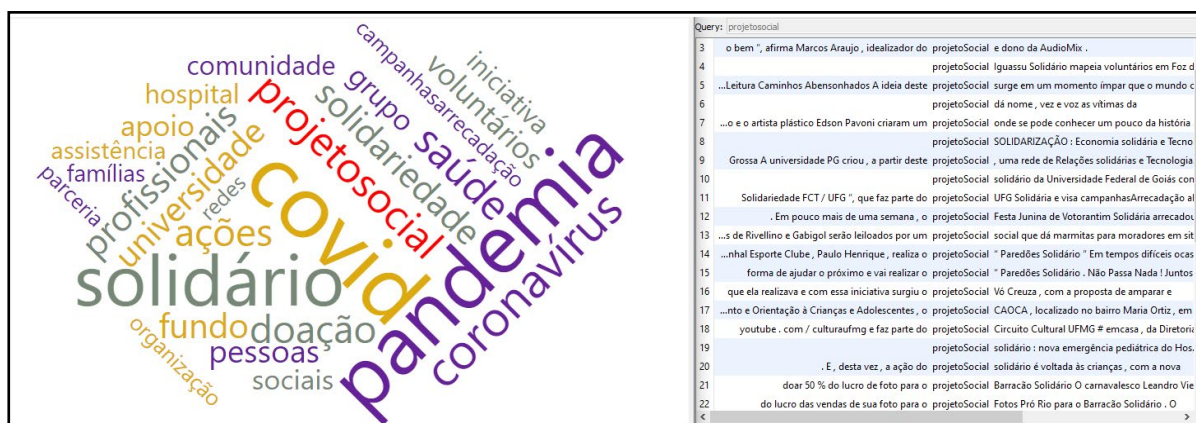 comunidade
hospital
apoio
assistência
famílias
parceria
profissionais
universidade
redes
ações
projetosocial
covid
solidário
fundo
doação
organização
pessoas
sociais
solidariedade
grupo
saúde
campanhasarrecadação
voluntários
iniciativa
pandemia
coronavírus
Query: projetosocial
3 o bem ", afirma Marcos Araujo , idealizador do projetoSocial e dono da AudioMix .
4 projetoSocial Iguassu Solidário mapeia voluntários em Foz d
5 ...Leitura Caminhos Abensonhados A ideia deste projetoSocial surge em um momento ímpar que o mundo c
6 projetoSocial dá nome , vez e voz as vítimas da
7 ...o e o artista plástico Edson Pavoni criaram um projetoSocial onde se pode conhecer um pouco da história
8 projetoSocial SOLIDARIZAÇÃO : Economia solidária e Tecno
9 Grossa A universidade PG criou , a partir deste projetoSocial , uma rede de Relações solidárias e Tecnologia
10 projetoSocial solidário da Universidade Federal de Goiás con
11 Solidariedade FCT / UFG ", que faz parte do projetoSocial UFG Solidária e visa campanhasArrecadação al
12 . Em pouco mais de uma semana , o projetoSocial Festa Junina de Votorantim Solidária arrecadou
13 ...s de Rivellino e Gabigol serão leiloados por um projetoSocial social que dá marmitas para moradores em sit
14 ...nhal Esporte Clube , Paulo Henrique , realiza o projetoSocial " Paredões Solidário " Em tempos difíceis ocas
15 forma de ajudar o próximo e vai realizar o projetoSocial " Paredões Solidário . Não Passa Nada ! Juntos
16 que ela realizava e com essa iniciativa surgiu o projetoSocial Vó Creuza , com a proposta de amparar e
17 ...nto e Orientação à Crianças e Adolescentes , o projetoSocial CAOCA , localizado no bairro Maria Ortiz , em
18 youtube . com / culturaufmg e faz parte do projetoSocial Circuito Cultural UFMG # emcasa , da Diretoria
19 projetoSocial solidário : nova emergência pediátrica do Hos.
20 . E , desta vez , a ação do projetoSocial solidário é voltada às crianças , com a nova
21 doar 50 % do lucro de foto para o projetoSocial Barracão Solidário O carnavalesco Leandro Vie
22 do lucro das vendas de sua foto para o projetoSocial Fotos Pró Rio para o Barracão Solidário . O